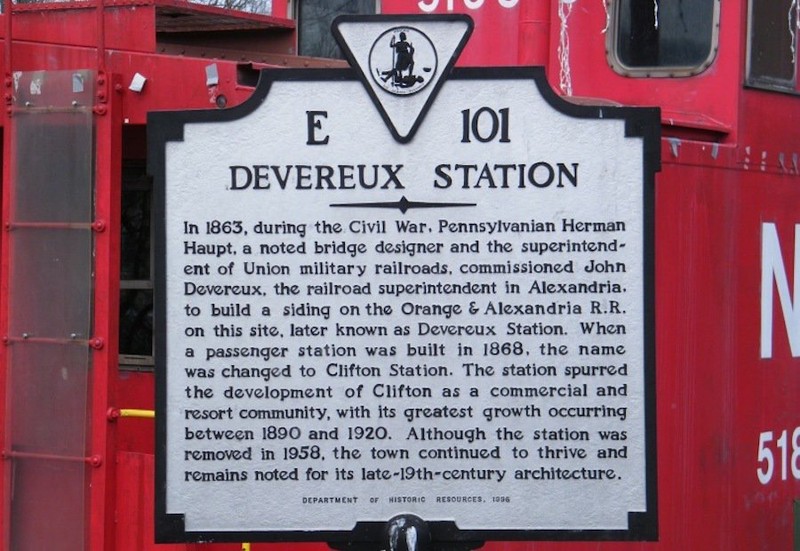 E 101
DEVEREUX STATION
In 1863, during the Civil War, Pennsylvanian Herman
Haupt, a noted bridge designer and the superintend-
ent of Union military railroads, commissioned John
Devereux, the railroad superintendent in Alexandria,
to build a siding on the Orange & Alexandria R.R.
on this site, later known as Devereux Station. When
a passenger station was built in 1868, the name
was changed to Clifton Station. The station spurred
the development of Clifton as a commercial and
resort community, with its greatest growth occurring
between 1890 and 1920. Although the station was
removed in 1958, the town continued to thrive and
remains noted for its late-19th-century architecture.
DEPARTMENT OF HISTORIC RESOURCES, 1996
N
518